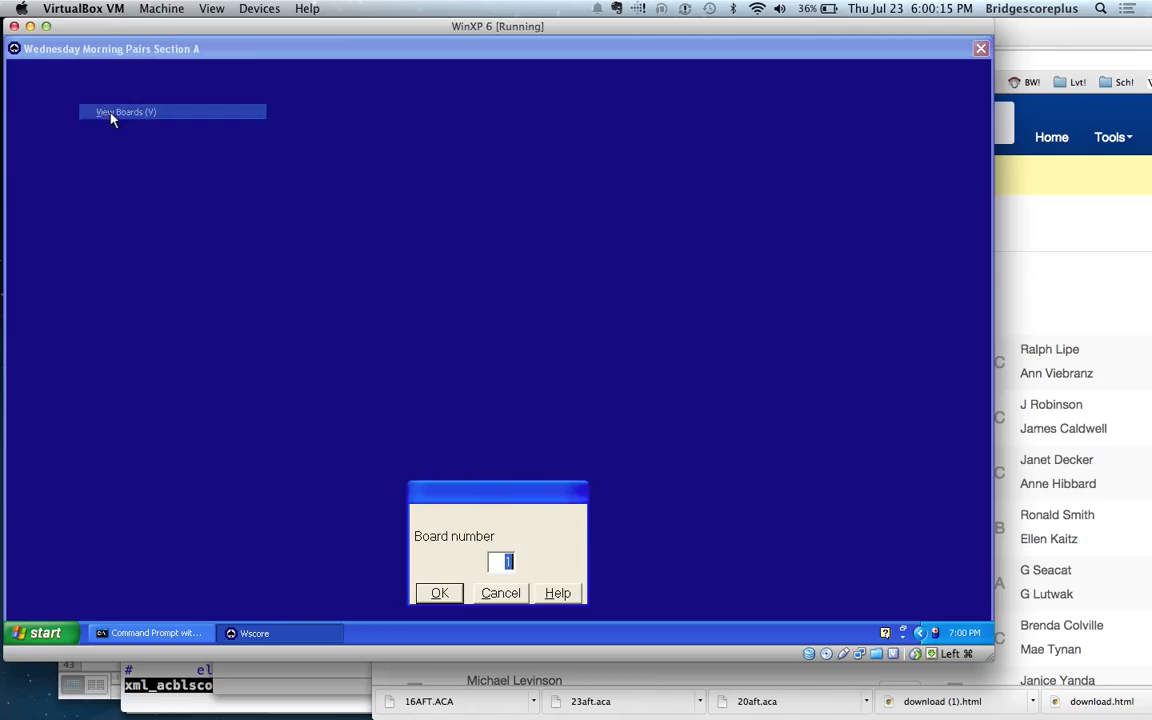 VirtualBox VM Machine View Devices Help
36% Thu Jul 23 6:00:15 PM Bridgescoreplus
WinXP 6 [Running]
Wednesday Morning Pairs Section A
BW! Lvt! Sch!
View Boards (V)
Home Tools
Ralph Lipe
C
Ann Viebranz
J Robinson
C
James Caldwell
Janet Decker
C
Anne Hibbard
Ronald Smith
B
Ellen Kaitz
Board number
1
OK Cancel Help
G Seacat
A
G Lutwak
Brenda Colville
C
Mae Tynan
start Command Prompt wit... Wscore 7:00 PM
Left ⌘
43
# el
xml_acblsco
Michael Levinson
Janice Yanda
16AFT.ACA 23aft.aca 20aft.aca download (1).html download.html